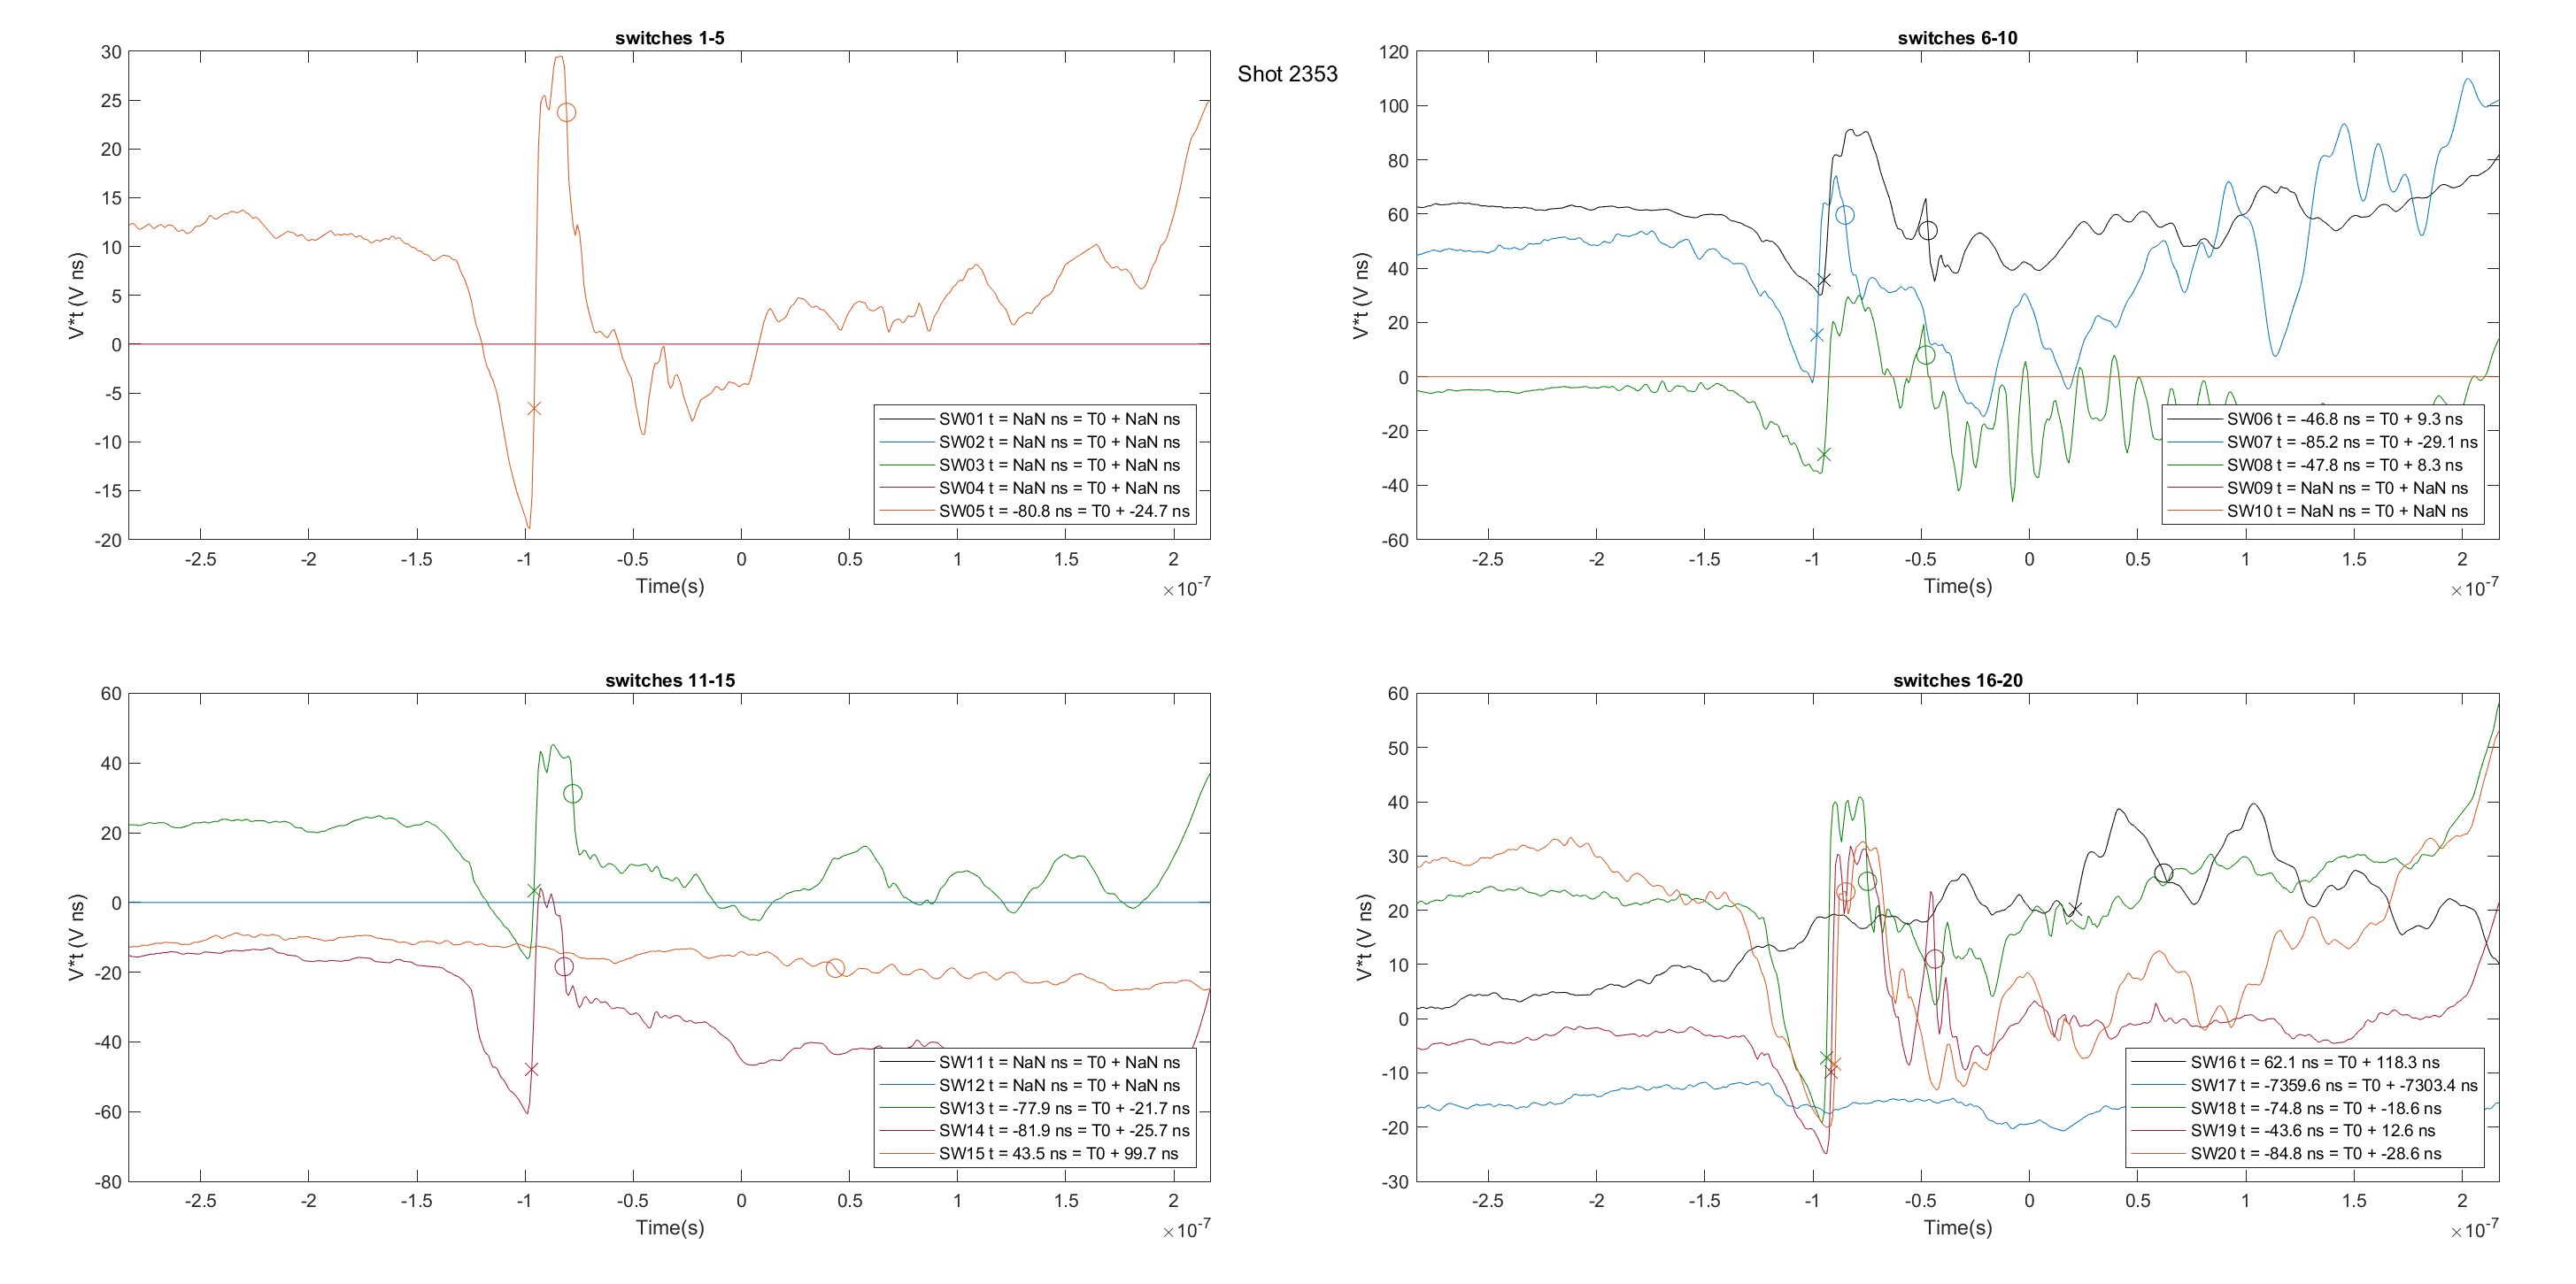 Shot 2353
switches 1-5
30
25
20
15
10
5
0
-5
-10
-15
-20
V*t (V ns)
-2.5 -2 -1.5 -1 -0.5 0 0.5 1 1.5 2
Time(s)
×10-7
SW01 t = NaN ns = T0 + NaN ns
SW02 t = NaN ns = T0 + NaN ns
SW03 t = NaN ns = T0 + NaN ns
SW04 t = NaN ns = T0 + NaN ns
SW05 t = -80.8 ns = T0 + -24.7 ns
switches 6-10
120
100
80
60
40
20
0
-20
-40
-60
V*t (V ns)
-2.5 -2 -1.5 -1 -0.5 0 0.5 1 1.5 2
Time(s)
×10-7
SW06 t = -46.8 ns = T0 + 9.3 ns
SW07 t = -85.2 ns = T0 + -29.1 ns
SW08 t = -47.8 ns = T0 + 8.3 ns
SW09 t = NaN ns = T0 + NaN ns
SW10 t = NaN ns = T0 + NaN ns
switches 11-15
60
40
20
0
-20
-40
-60
-80
V*t (V ns)
-2.5 -2 -1.5 -1 -0.5 0 0.5 1 1.5 2
Time(s)
×10-7
SW11 t = NaN ns = T0 + NaN ns
SW12 t = NaN ns = T0 + NaN ns
SW13 t = -77.9 ns = T0 + -21.7 ns
SW14 t = -81.9 ns = T0 + -25.7 ns
SW15 t = 43.5 ns = T0 + 99.7 ns
switches 16-20
60
50
40
30
20
10
0
-10
-20
-30
V*t (V ns)
-2.5 -2 -1.5 -1 -0.5 0 0.5 1 1.5 2
Time(s)
×10-7
SW16 t = 62.1 ns = T0 + 118.3 ns
SW17 t = -7359.6 ns = T0 + -7303.4 ns
SW18 t = -74.8 ns = T0 + -18.6 ns
SW19 t = -43.6 ns = T0 + 12.6 ns
SW20 t = -84.8 ns = T0 + -28.6 ns